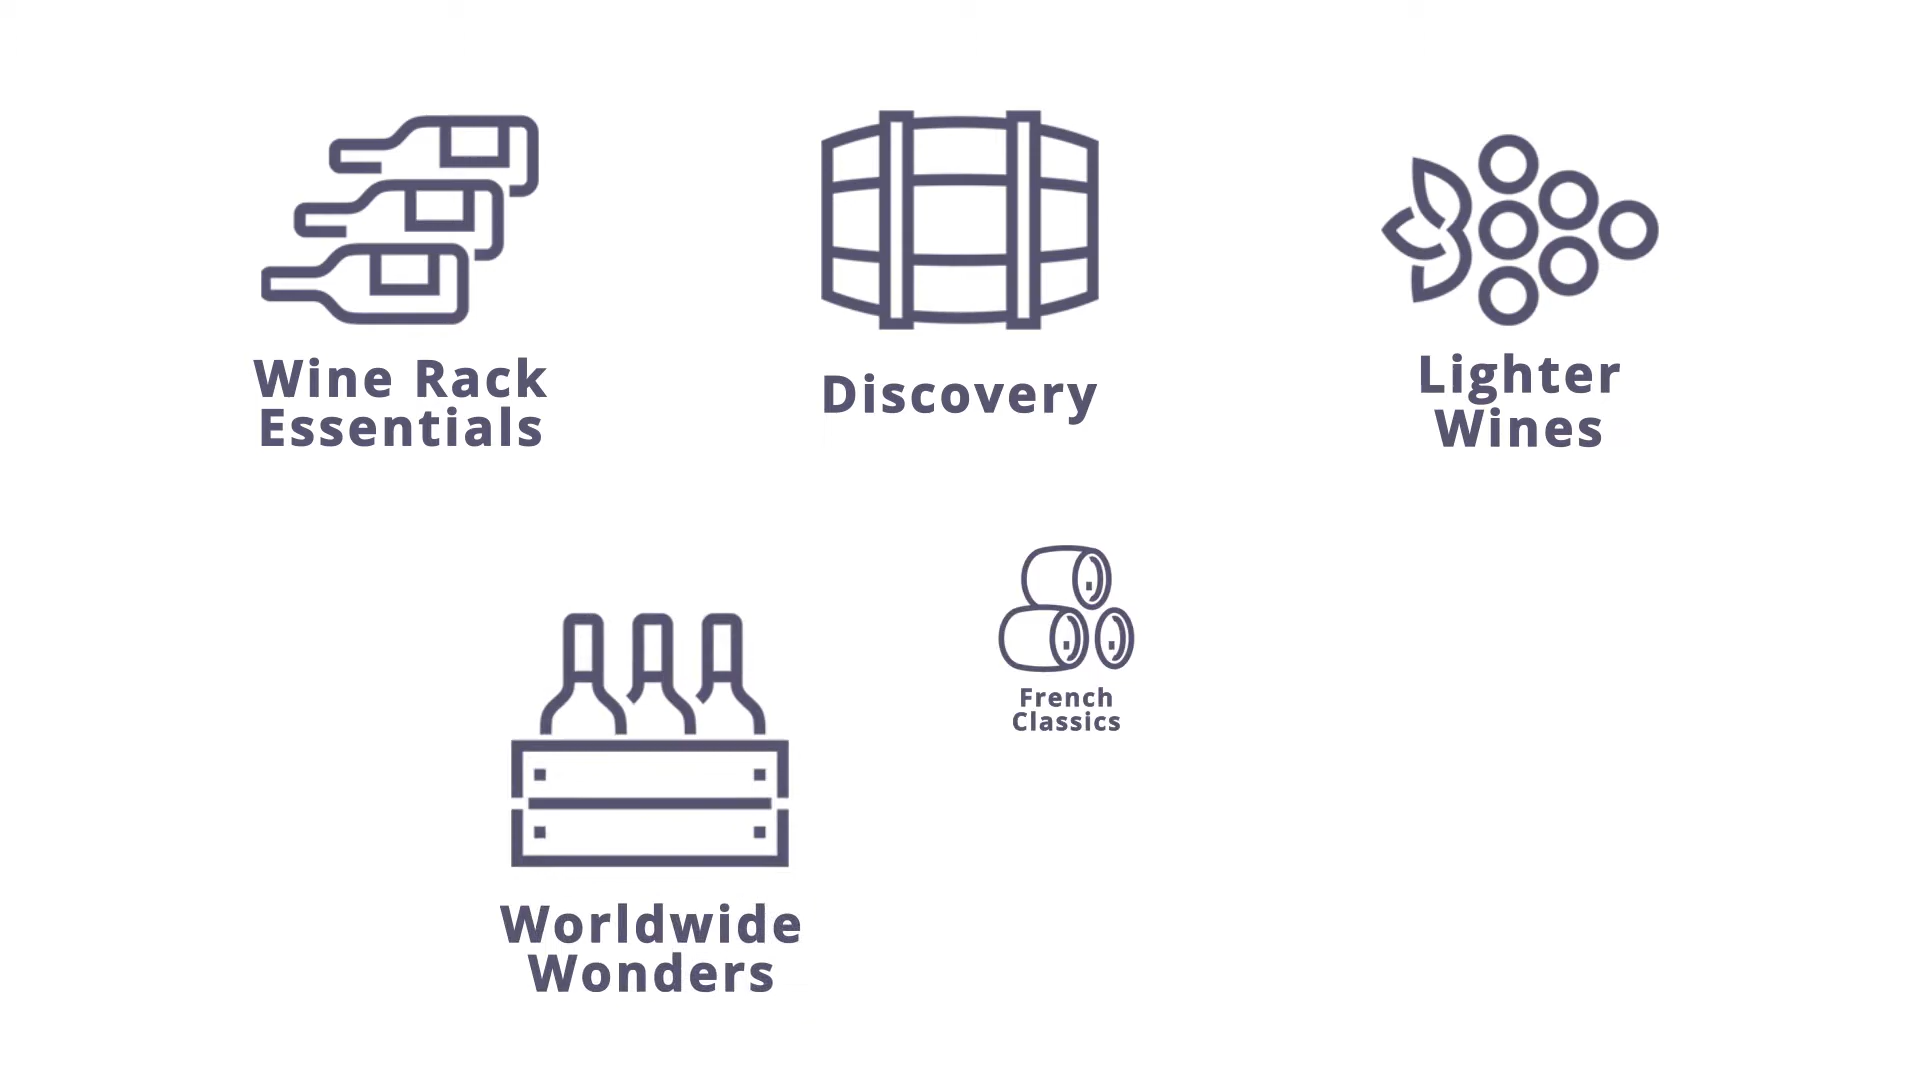 Wine Rack
Essentials
Discovery
Lighter
Wines
Worldwide
Wonders
French
Classics